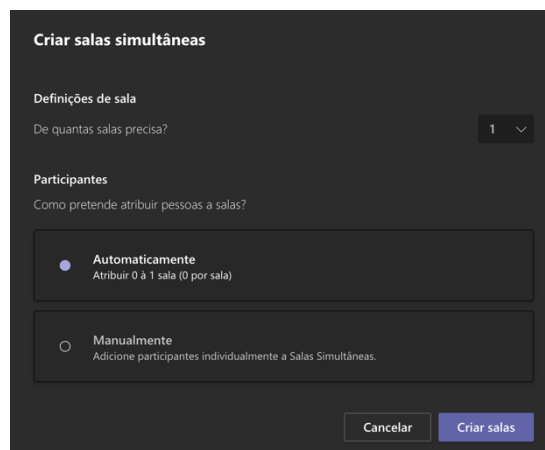 Criar salas simultâneas
Definições de sala
De quantas salas precisa?
1
Participantes
Como pretende atribuir pessoas a salas?
Automaticamente
Atribuir 0 à 1 sala (0 por sala)
Manualmente
Adicione participantes individualmente a Salas Simultâneas.
Cancelar
Criar salas